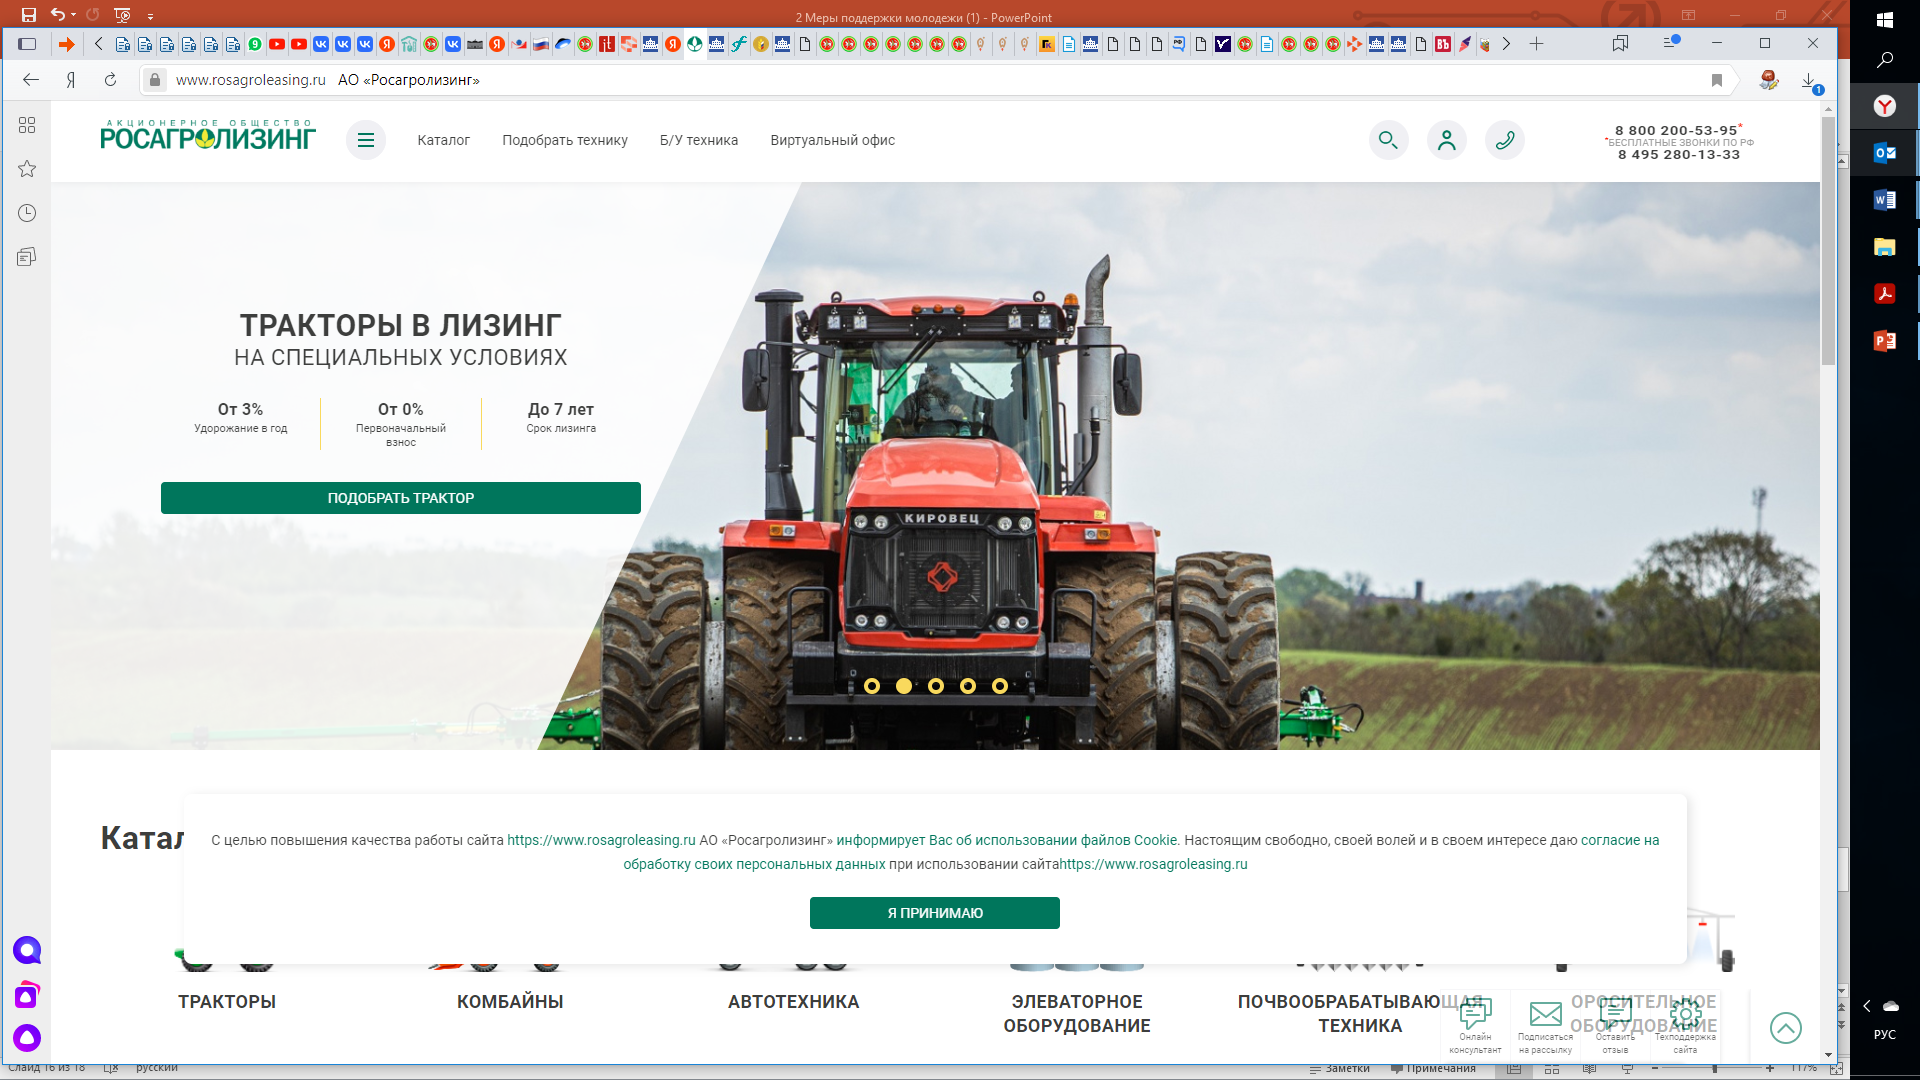 2 Меры поддержки молодежи (1) - PowerPoint
www.rosagroleasing.ru АО «Росагролизинг»
1
АКЦИОНЕРНОЕ ОБЩЕСТВО
РОСАГРОЛИЗИНГ
Каталог Подобрать технику Б/У техника Виртуальный офис
8 800 200-53-95*
*БЕСПЛАТНЫЕ ЗВОНКИ ПО РФ
8 495 280-13-33
ТРАКТОРЫ В ЛИЗИНГ
НА СПЕЦИАЛЬНЫХ УСЛОВИЯХ
От 3% От 0% До 7 лет
Удорожание в год Первоначальный взнос Срок лизинга
ПОДОБРАТЬ ТРАКТОР
КИРОВЕЦ
С целью повышения качества работы сайта https://www.rosagroleasing.ru АО «Росагролизинг» информирует Вас об использовании файлов Cookie. Настоящим свободно, своей волей и в своем интересе даю согласие на
обработку своих персональных данных при использовании сайтаhttps://www.rosagroleasing.ru
Я ПРИНИМАЮ
ТРАКТОРЫ КОМБАЙНЫ АВТОТЕХНИКА ЭЛЕВАТОРНОЕ ПОЧВООБРАБАТЫВАЮЩАЯ ОРОСИТЕЛЬНОЕ
ОБОРУДОВАНИЕ ТЕХНИКА ОБОРУДОВАНИЕ
Онлайн консультант
Подписаться на рассылку
Оставить отзыв
Техподдержка сайта
РУС
Слайд 16 из 18 русский Заметки Примечания 117%